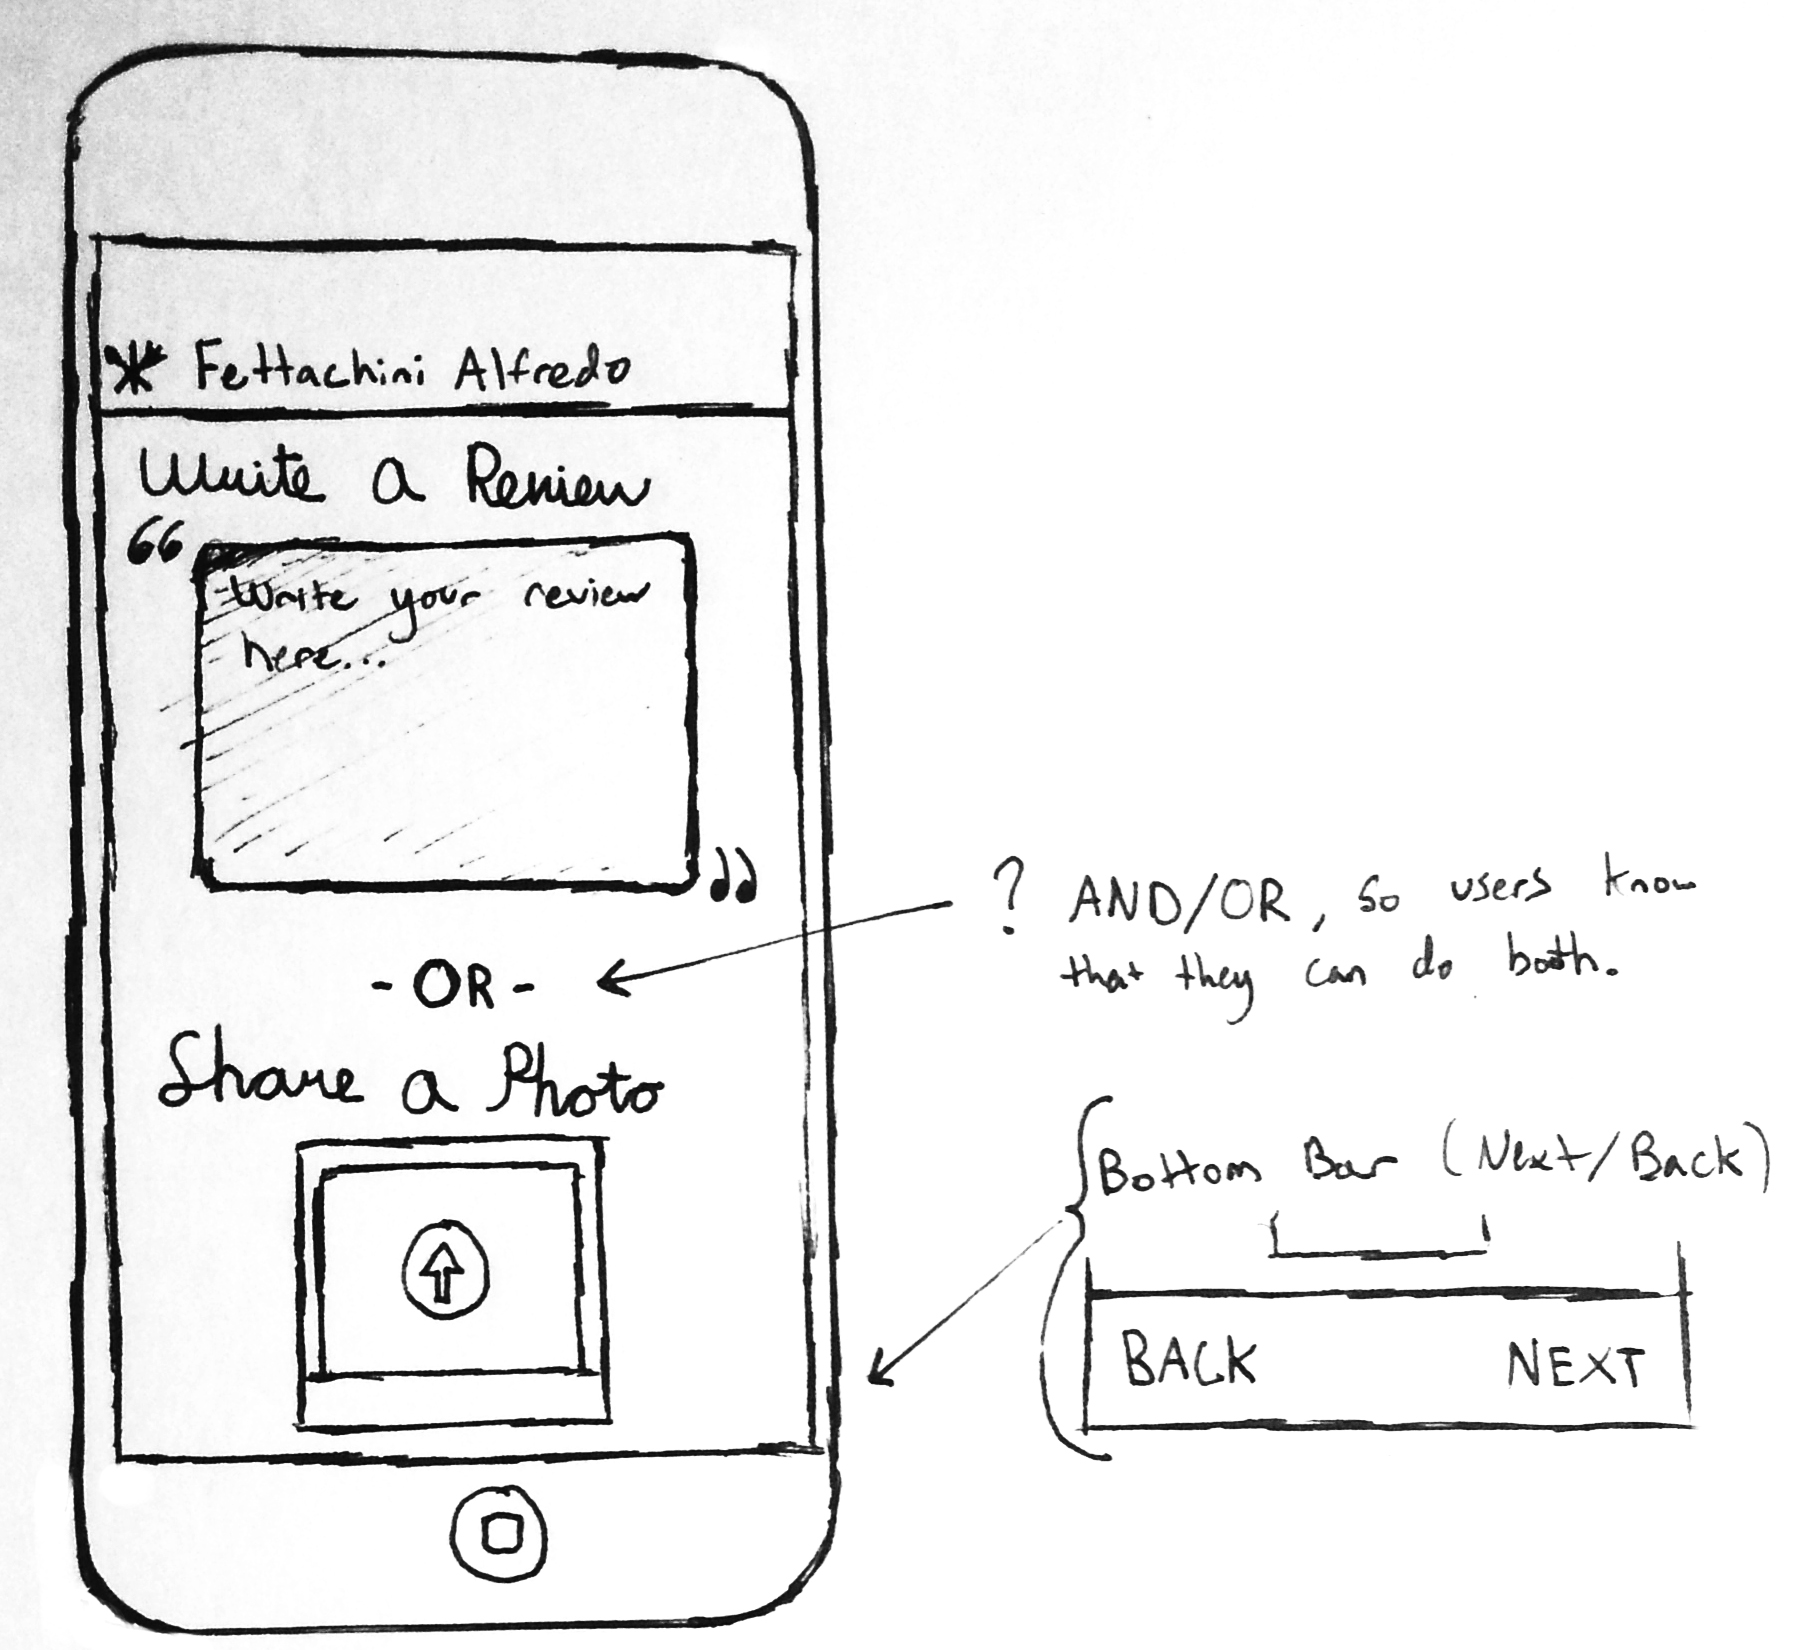 * Fettachini Alfredo
Write a Review
“
Write your review
here...
”
-OR-
Share a Photo
? AND/OR, so users know
that they can do both.
Bottom Bar (Next/Back)
BACK NEXT